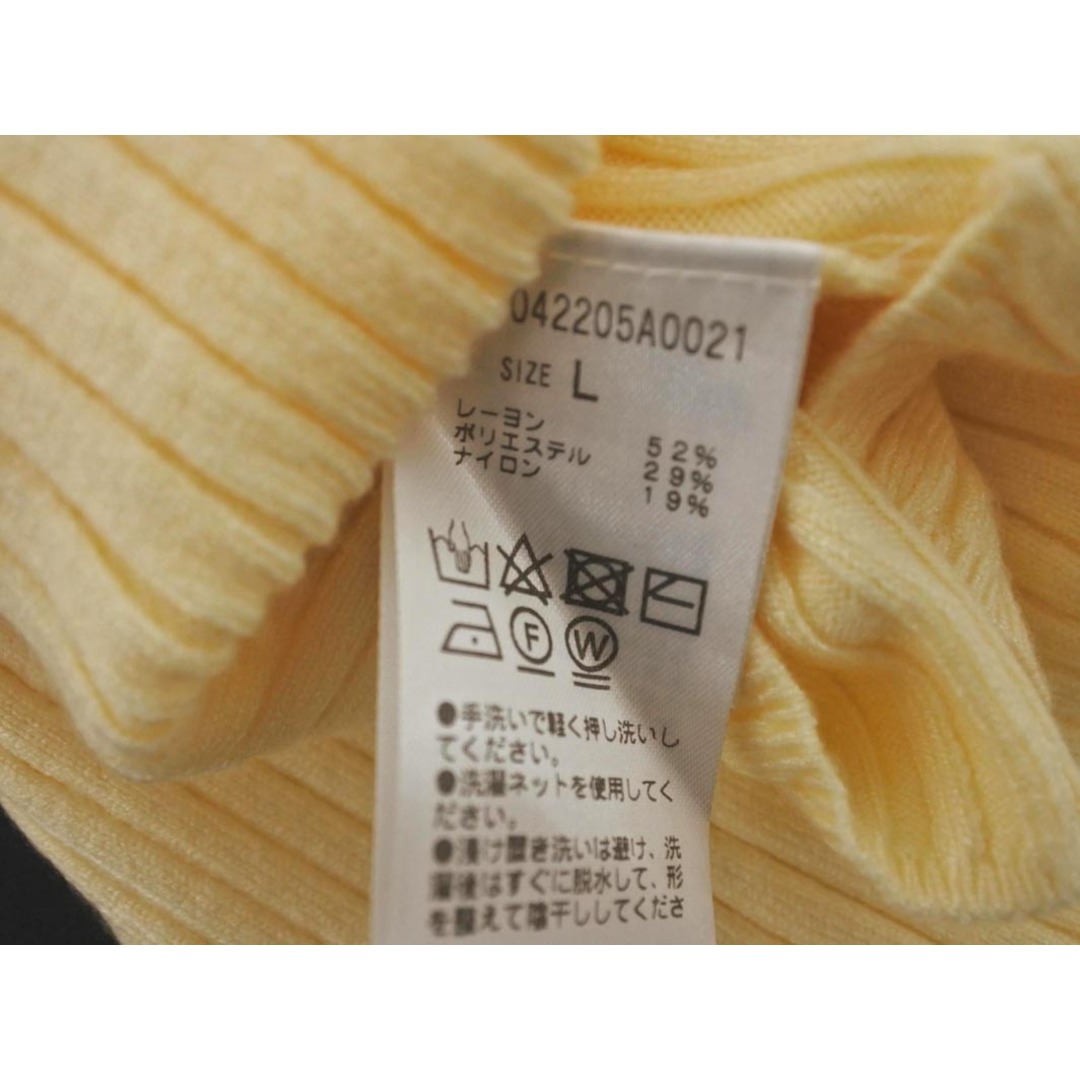 042205A0021
SIZE L
レーヨン 52%
ポリエステル 29%
ナイロン 19%
F W
●手洗いで軽く押し洗いし
てください。
●洗濯ネットを使用してく
ださい。
●漬け置き洗いは避け、洗
濯後はすぐに脱水して、形
を整えて陰干ししてくださ